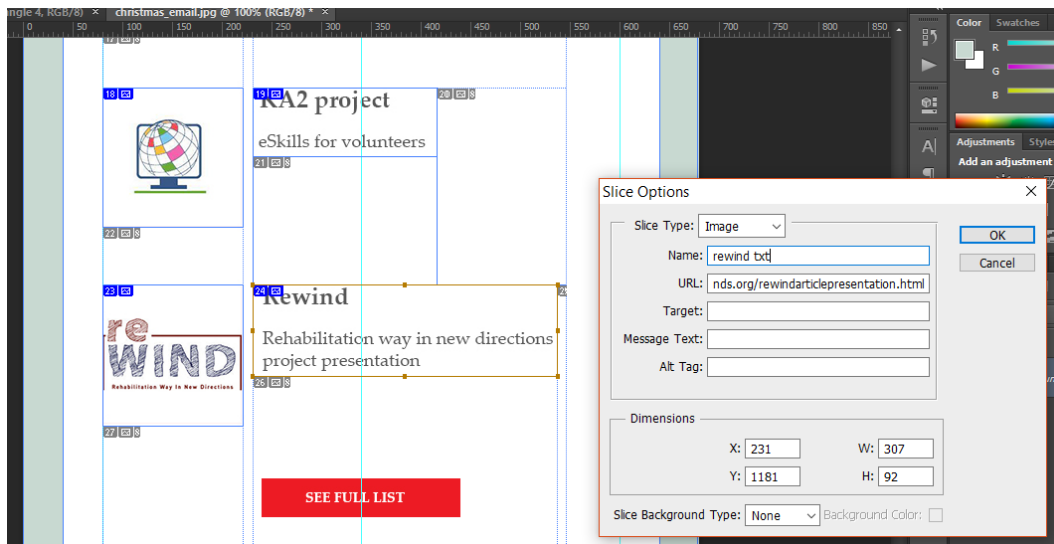 ngle 4, RGB/8) × christmas_email.jpg @ 100% (RGB/8) * ×
0 50 100 150 200 250 300 350 400 450 500 550 600 650 700 750 800 850
17
18 19 20
KA2 project
eSkills for volunteers
21
22
23 24
Rewind
Rehabilitation way in new directions
project presentation
re
WIND
Rehabilitation Way In New Directions
26
27
SEE FULL LIST
Color Swatches
R
G
B
Adjustments Style
Add an adjustment
Slice Options ×
Slice Type: Image
Name: rewind txt
URL: nds.org/rewindarticlepresentation.html
Target:
Message Text:
Alt Tag:
OK
Cancel
Dimensions
X: 231 W: 307
Y: 1181 H: 92
Slice Background Type: None Background Color: